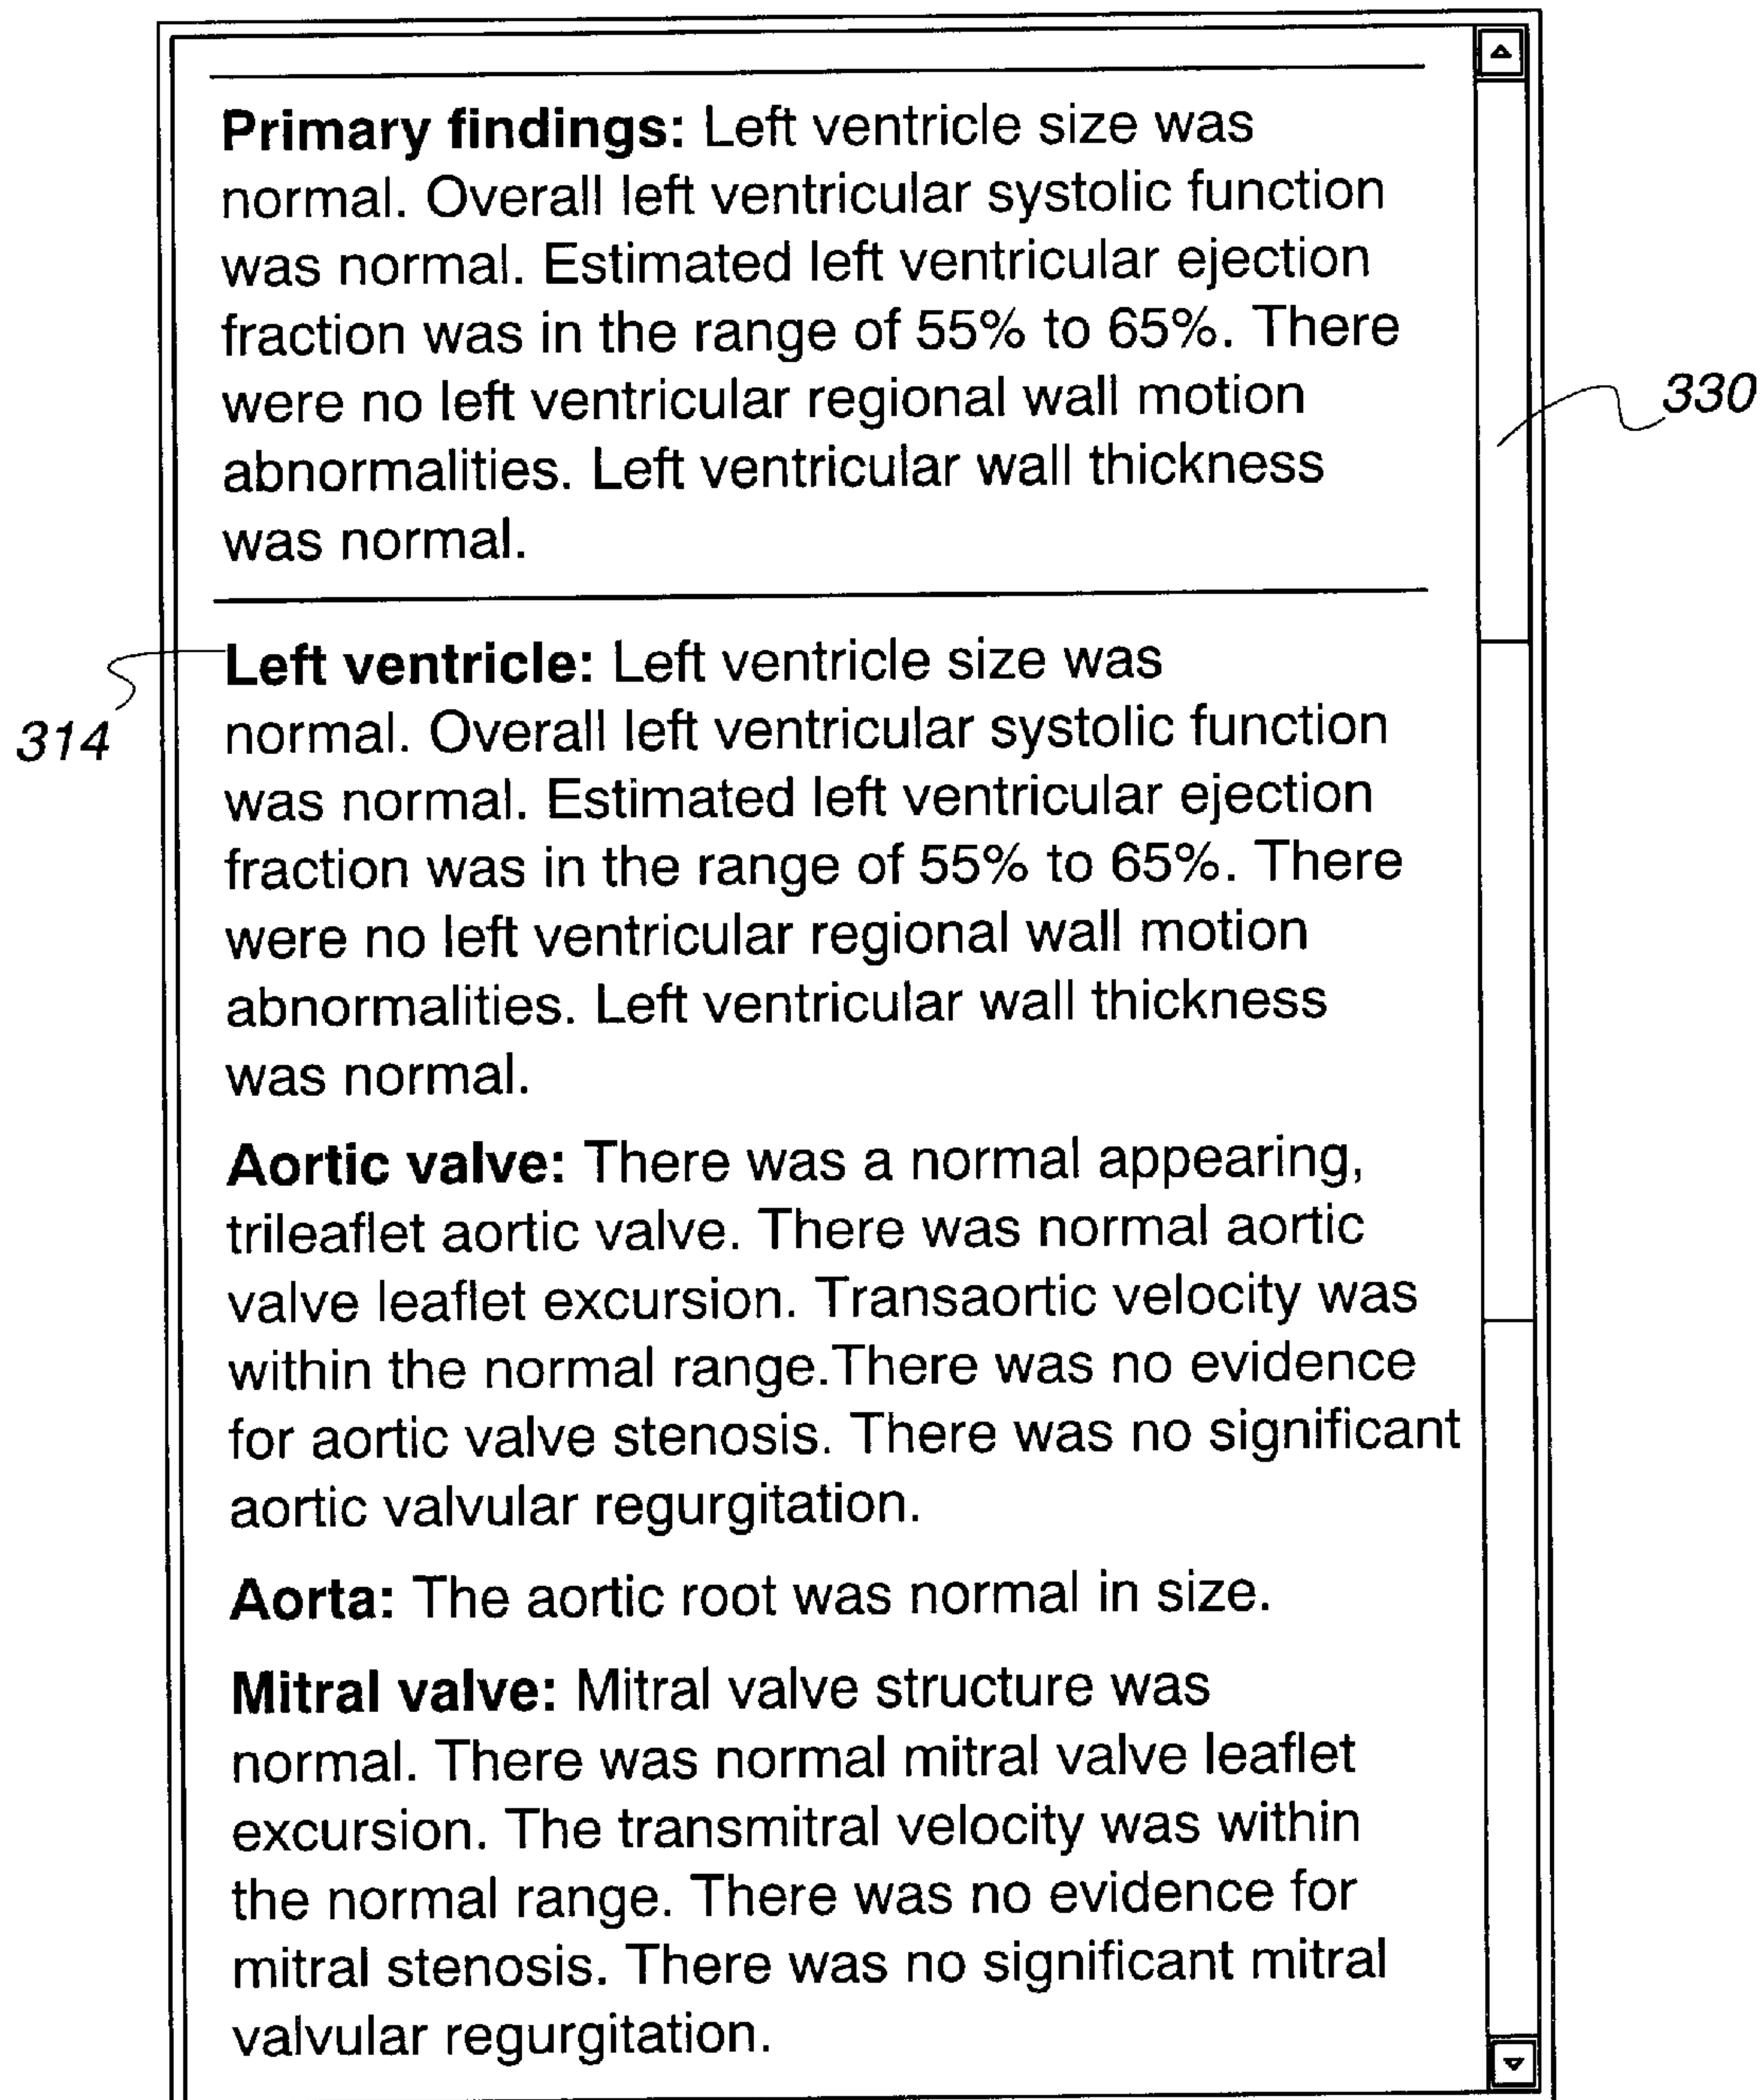 Primary findings: Left ventricle size was
normal. Overall left ventricular systolic function
was normal. Estimated left ventricular ejection
fraction was in the range of 55% to 65%. There
were no left ventricular regional wall motion
abnormalities. Left ventricular wall thickness
was normal.
330
Left ventricle: Left ventricle size was
normal. Overall left ventricular systolic function
was normal. Estimated left ventricular ejection
fraction was in the range of 55% to 65%. There
were no left ventricular regional wall motion
abnormalities. Left ventricular wall thickness
was normal.
314
Aortic valve: There was a normal appearing,
trileaflet aortic valve. There was normal aortic
valve leaflet excursion. Transaortic velocity was
within the normal range.There was no evidence
for aortic valve stenosis. There was no significant
aortic valvular regurgitation.
Aorta: The aortic root was normal in size.
Mitral valve: Mitral valve structure was
normal. There was normal mitral valve leaflet
excursion. The transmitral velocity was within
the normal range. There was no evidence for
mitral stenosis. There was no significant mitral
valvular regurgitation.